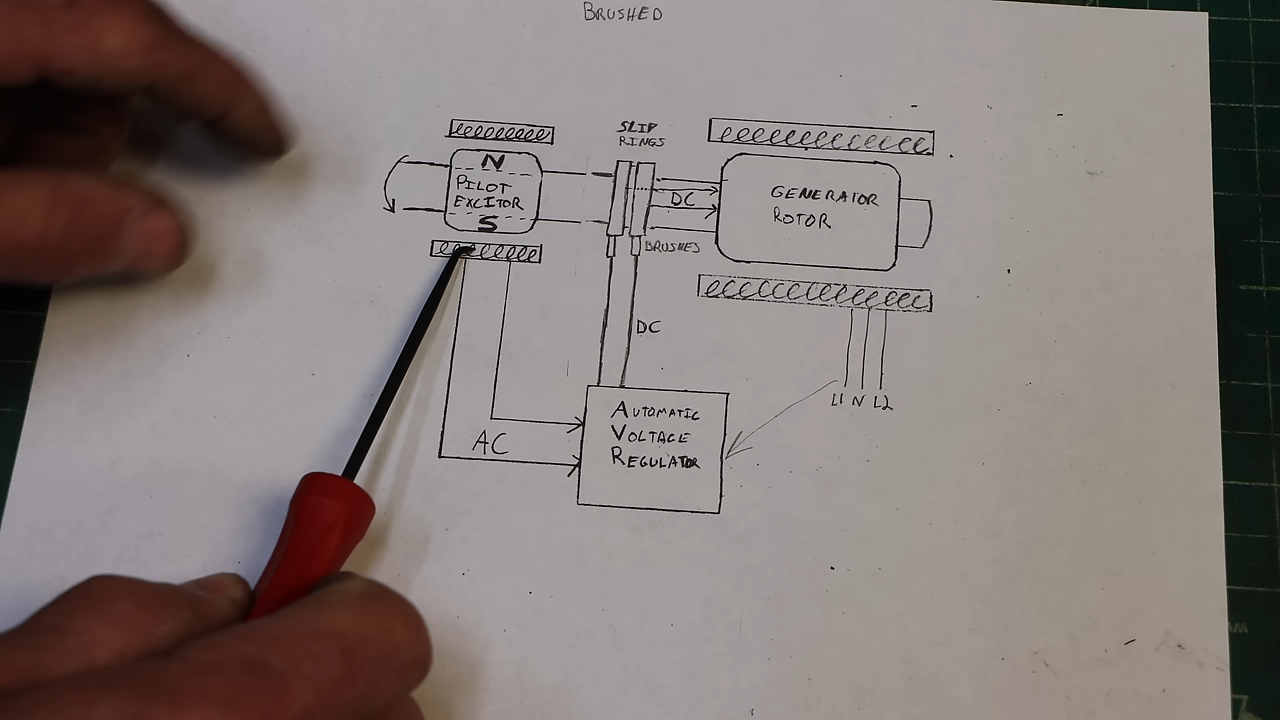 BRUSHED
SLIP
RINGS
N
PILOT
EXCITOR
S
DC
GENERATOR
ROTOR
BRUSHES
DC
L1 N L2
AUTOMATIC
VOLTAGE
REGULATOR
AC